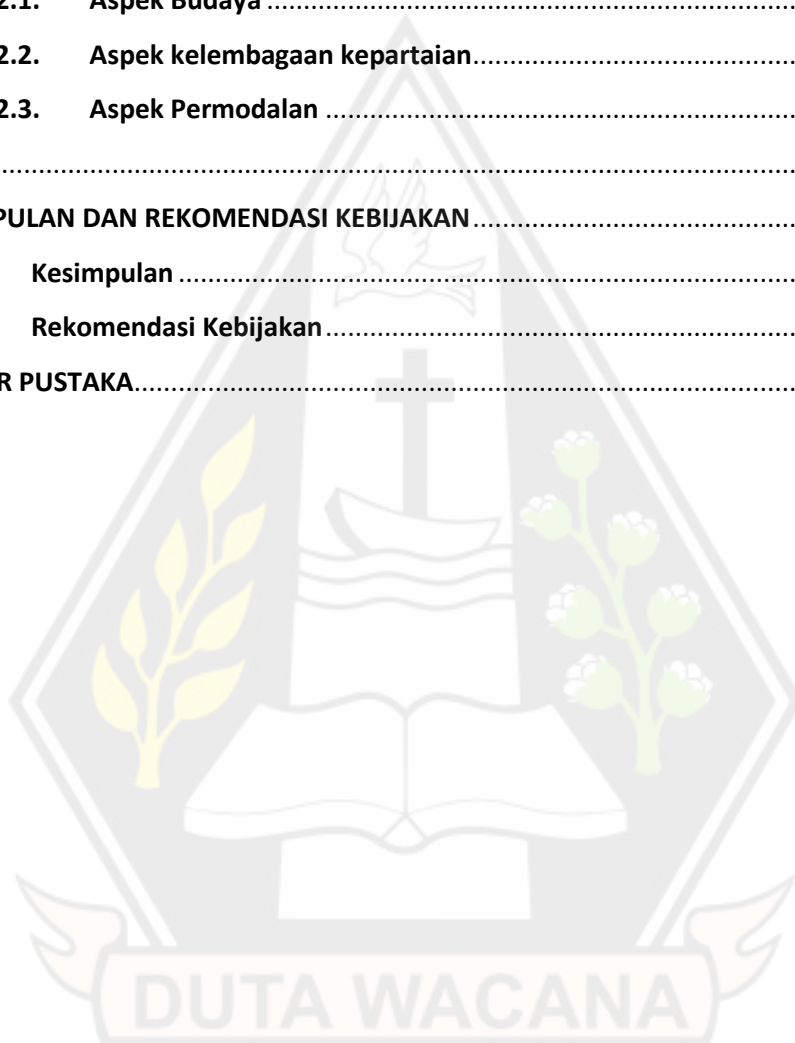 2.1. Aspek Budaya ........................................................................
2.2. Aspek kelembagaan kepartaian ........................................................................
2.3. Aspek Permodalan ........................................................................
........................................................................
PULAN DAN REKOMENDASI KEBIJAKAN ........................................................................
Kesimpulan ........................................................................
Rekomendasi Kebijakan ........................................................................
R PUSTAKA ........................................................................
DUTA WACANA